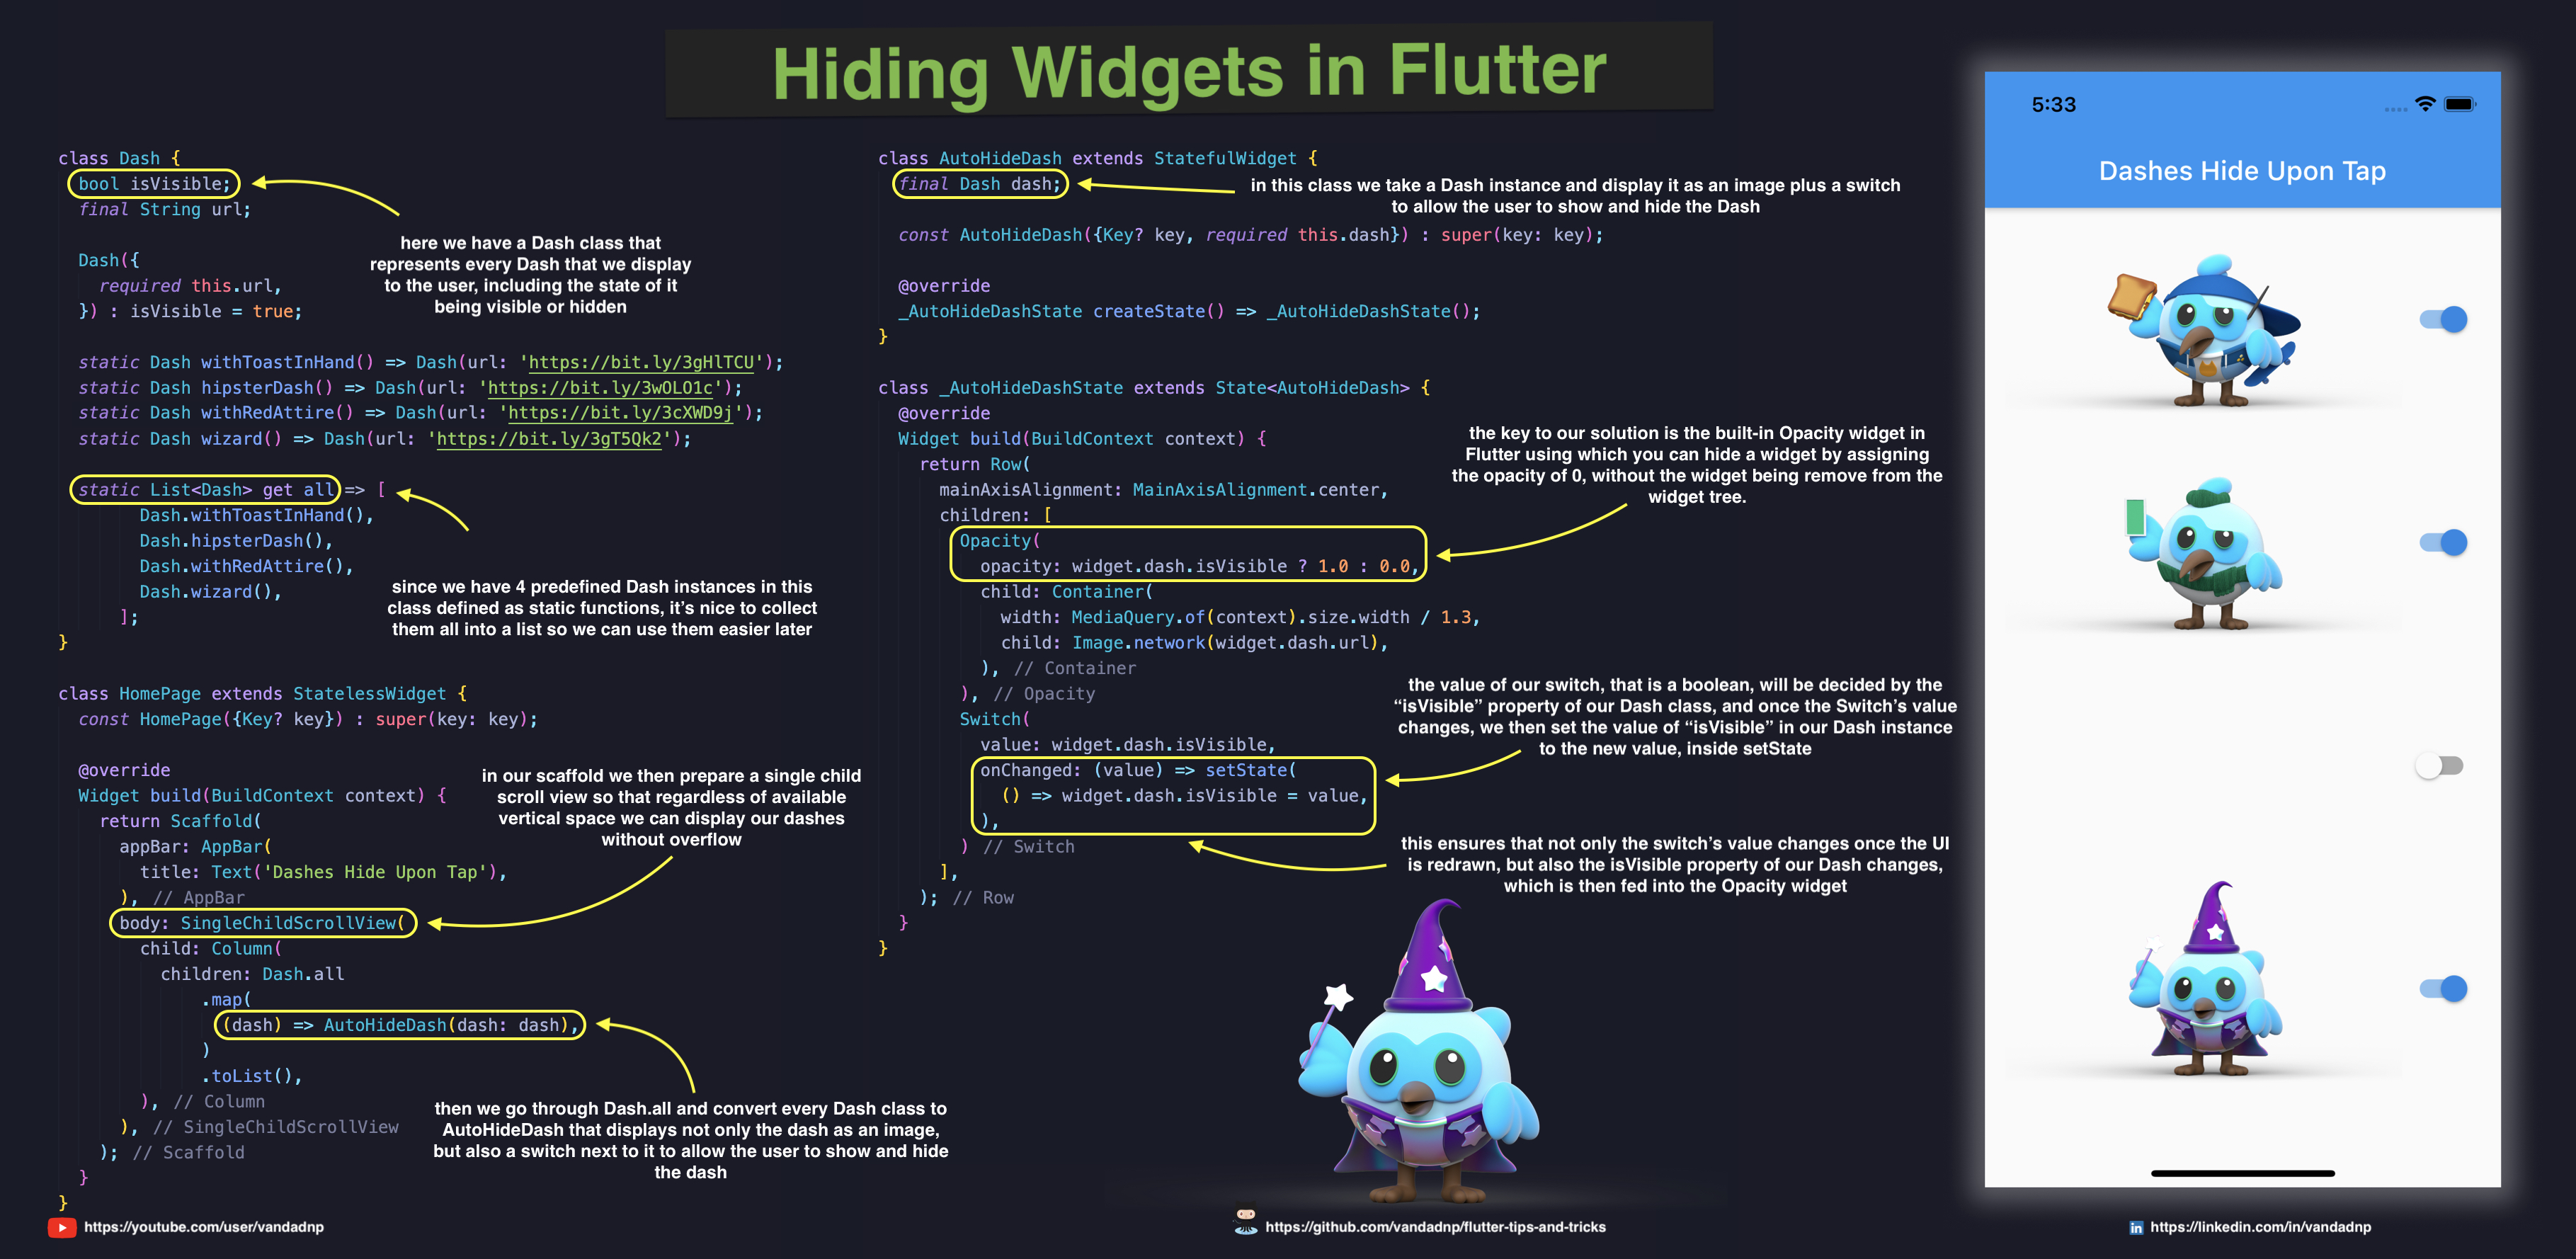 Hiding Widgets in Flutter
class Dash {
bool isVisible;
final String url;
Dash({
required this.url,
}) : isVisible = true;
static Dash withToastInHand() => Dash(url: 'https://bit.ly/3gHlTCU');
static Dash hipsterDash() => Dash(url: 'https://bit.ly/3wOLO1c');
static Dash withRedAttire() => Dash(url: 'https://bit.ly/3cXWD9j');
static Dash wizard() => Dash(url: 'https://bit.ly/3gT5Qk2');
static List<Dash> get all => [
Dash.withToastInHand(),
Dash.hipsterDash(),
Dash.withRedAttire(),
Dash.wizard(),
];
}
here we have a Dash class that
represents every Dash that we display
to the user, including the state of it
being visible or hidden
since we have 4 predefined Dash instances in this
class defined as static functions, it's nice to collect
them all into a list so we can use them easier later
class HomePage extends StatelessWidget {
const HomePage({Key? key}) : super(key: key);
@override
Widget build(BuildContext context) {
return Scaffold(
appBar: AppBar(
title: Text('Dashes Hide Upon Tap'),
), // AppBar
body: SingleChildScrollView(
child: Column(
children: Dash.all
.map(
(dash) => AutoHideDash(dash: dash),
)
.toList(),
), // Column
), // SingleChildScrollView
); // Scaffold
}
}
in our scaffold we then prepare a single child
scroll view so that regardless of available
vertical space we can display our dashes
without overflow
then we go through Dash.all and convert every Dash class to
AutoHideDash that displays not only the dash as an image,
but also a switch next to it to allow the user to show and hide
the dash
class AutoHideDash extends StatefulWidget {
final Dash dash;
const AutoHideDash({Key? key, required this.dash}) : super(key: key);
@override
_AutoHideDashState createState() => _AutoHideDashState();
}
in this class we take a Dash instance and display it as an image plus a switch
to allow the user to show and hide the Dash
class _AutoHideDashState extends State<AutoHideDash> {
@override
Widget build(BuildContext context) {
return Row(
mainAxisAlignment: MainAxisAlignment.center,
children: [
Opacity(
opacity: widget.dash.isVisible ? 1.0 : 0.0,
child: Container(
width: MediaQuery.of(context).size.width / 1.3,
child: Image.network(widget.dash.url),
), // Container
), // Opacity
Switch(
value: widget.dash.isVisible,
onChanged: (value) => setState(
() => widget.dash.isVisible = value,
),
) // Switch
],
); // Row
}
}
the key to our solution is the built-in Opacity widget in
Flutter using which you can hide a widget by assigning
the opacity of 0, without the widget being remove from the
widget tree.
the value of our switch, that is a boolean, will be decided by the
“isVisible” property of our Dash class, and once the Switch's value
changes, we then set the value of “isVisible” in our Dash instance
to the new value, inside setState
this ensures that not only the switch's value changes once the UI
is redrawn, but also the isVisible property of our Dash changes,
which is then fed into the Opacity widget
5:33
Dashes Hide Upon Tap
https://youtube.com/user/vandadnp
https://github.com/vandadnp/flutter-tips-and-tricks
in https://linkedin.com/in/vandadnp